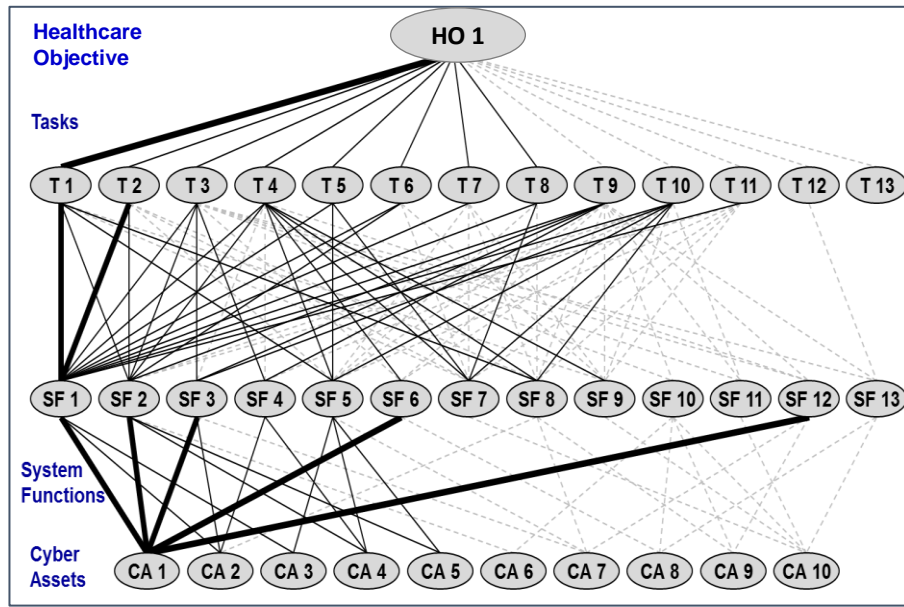 Healthcare
Objective
HO 1
Tasks
T 1 T 2 T 3 T 4 T 5 T 6 T 7 T 8 T 9 T 10 T 11 T 12 T 13
SF 1 SF 2 SF 3 SF 4 SF 5 SF 6 SF 7 SF 8 SF 9 SF 10 SF 11 SF 12 SF 13
System
Functions
Cyber
Assets
CA 1 CA 2 CA 3 CA 4 CA 5 CA 6 CA 7 CA 8 CA 9 CA 10